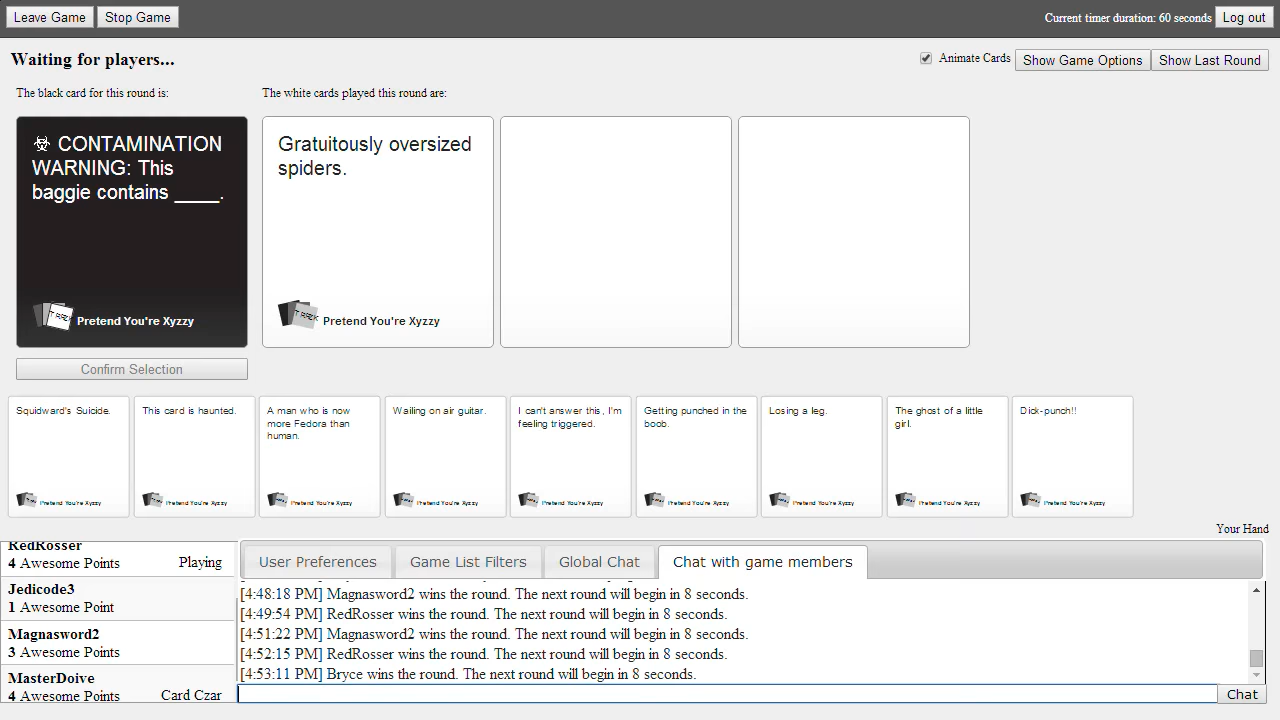 Leave Game Stop Game
Current timer duration: 60 seconds Log out
Waiting for players...
Animate Cards Show Game Options Show Last Round
The black card for this round is:
The white cards played this round are:
☣ CONTAMINATION
WARNING: This
baggie contains ____.
Pretend You're Xyzzy
Gratuitously oversized
spiders.
Pretend You're Xyzzy
Confirm Selection
Squidward's Suicide.
Pretend You're Xyzzy
This card is haunted.
Pretend You're Xyzzy
A man who is now
more Fedora than
human.
Pretend You're Xyzzy
Wailing on air guitar.
Pretend You're Xyzzy
I can't answer this, I'm
feeling triggered.
Pretend You're Xyzzy
Getting punched in the
boob.
Pretend You're Xyzzy
Losing a leg.
Pretend You're Xyzzy
The ghost of a little
girl.
Pretend You're Xyzzy
Dick-punch!!
Pretend You're Xyzzy
Your Hand
RedRosser
4 Awesome Points Playing
Jedicode3
1 Awesome Point
Magnasword2
3 Awesome Points
MasterDoive
4 Awesome Points Card Czar
User Preferences Game List Filters Global Chat Chat with game members
[4:48:18 PM] Magnasword2 wins the round. The next round will begin in 8 seconds.
[4:49:54 PM] RedRosser wins the round. The next round will begin in 8 seconds.
[4:51:22 PM] Magnasword2 wins the round. The next round will begin in 8 seconds.
[4:52:15 PM] RedRosser wins the round. The next round will begin in 8 seconds.
[4:53:11 PM] Bryce wins the round. The next round will begin in 8 seconds.
Chat